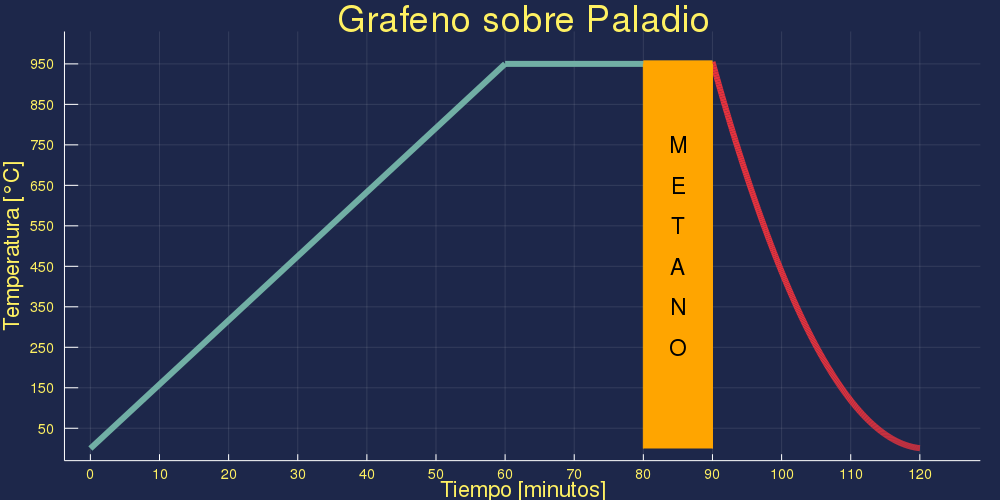 Grafeno sobre Paladio
Temperatura [°C]
950
850
750
650
550
450
350
250
150
50
M
E
T
A
N
O
0 10 20 30 40 50 60 70 80 90 100 110 120
Tiempo [minutos]